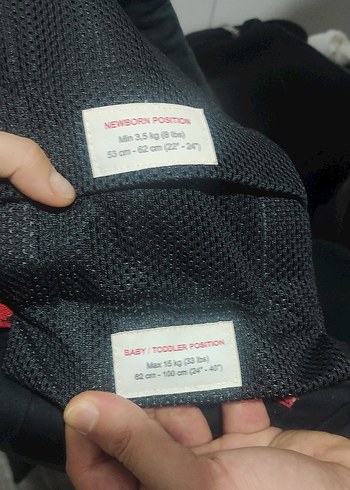 NEWBORN POSITION
Min 3,5 kg (8 lbs)
53 cm - 62 cm (22" - 24")
BABY / TODDLER POSITION
Max 15 kg (33 lbs)
62 cm - 100 cm (24" - 40")